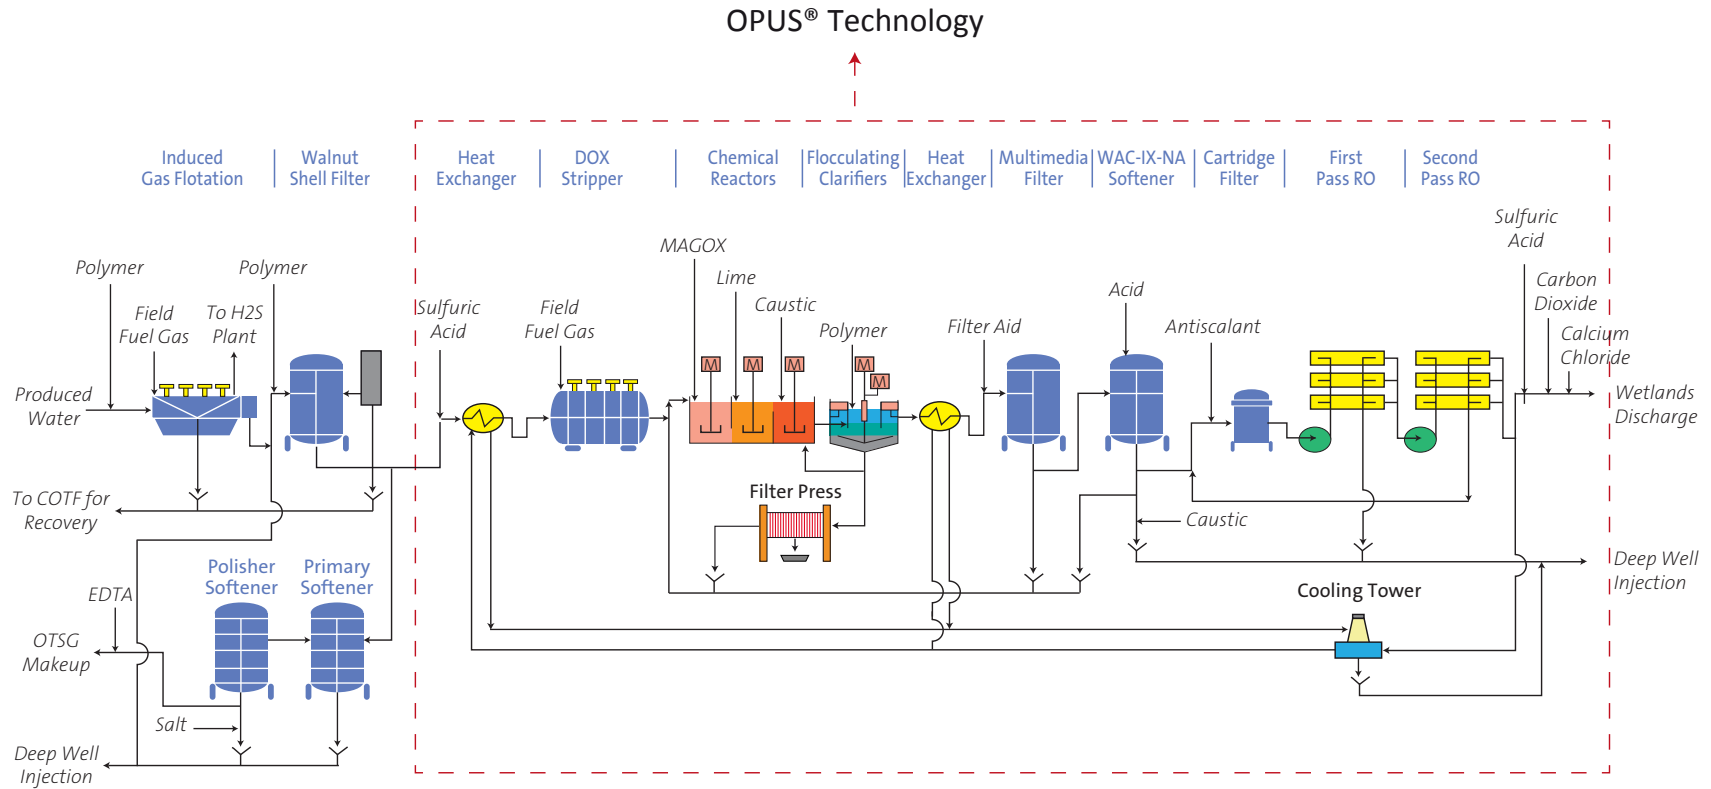 OPUS® Technology
Induced
Gas Flotation
Walnut
Shell Filter
Heat
Exchanger
DOX
Stripper
Chemical
Reactors
Flocculating
Clarifiers
Heat
Exchanger
Multimedia
Filter
WAC-IX-NA
Softener
Cartridge
Filter
First
Pass RO
Second
Pass RO
Sulfuric
Acid
MAGOX
Polymer
Polymer
Lime
Acid
Carbon
Dioxide
Field
Fuel Gas
To H2S
Plant
Sulfuric
Acid
Field
Fuel Gas
Caustic
Polymer
Filter Aid
Antiscalant
Calcium
Chloride
M
M
M
M
M
Produced
Water
Wetlands
Discharge
To COTF for
Recovery
Filter Press
Caustic
Polisher
Softener
Primary
Softener
Deep Well
Injection
EDTA
Cooling Tower
OTSG
Makeup
Salt
Deep Well
Injection